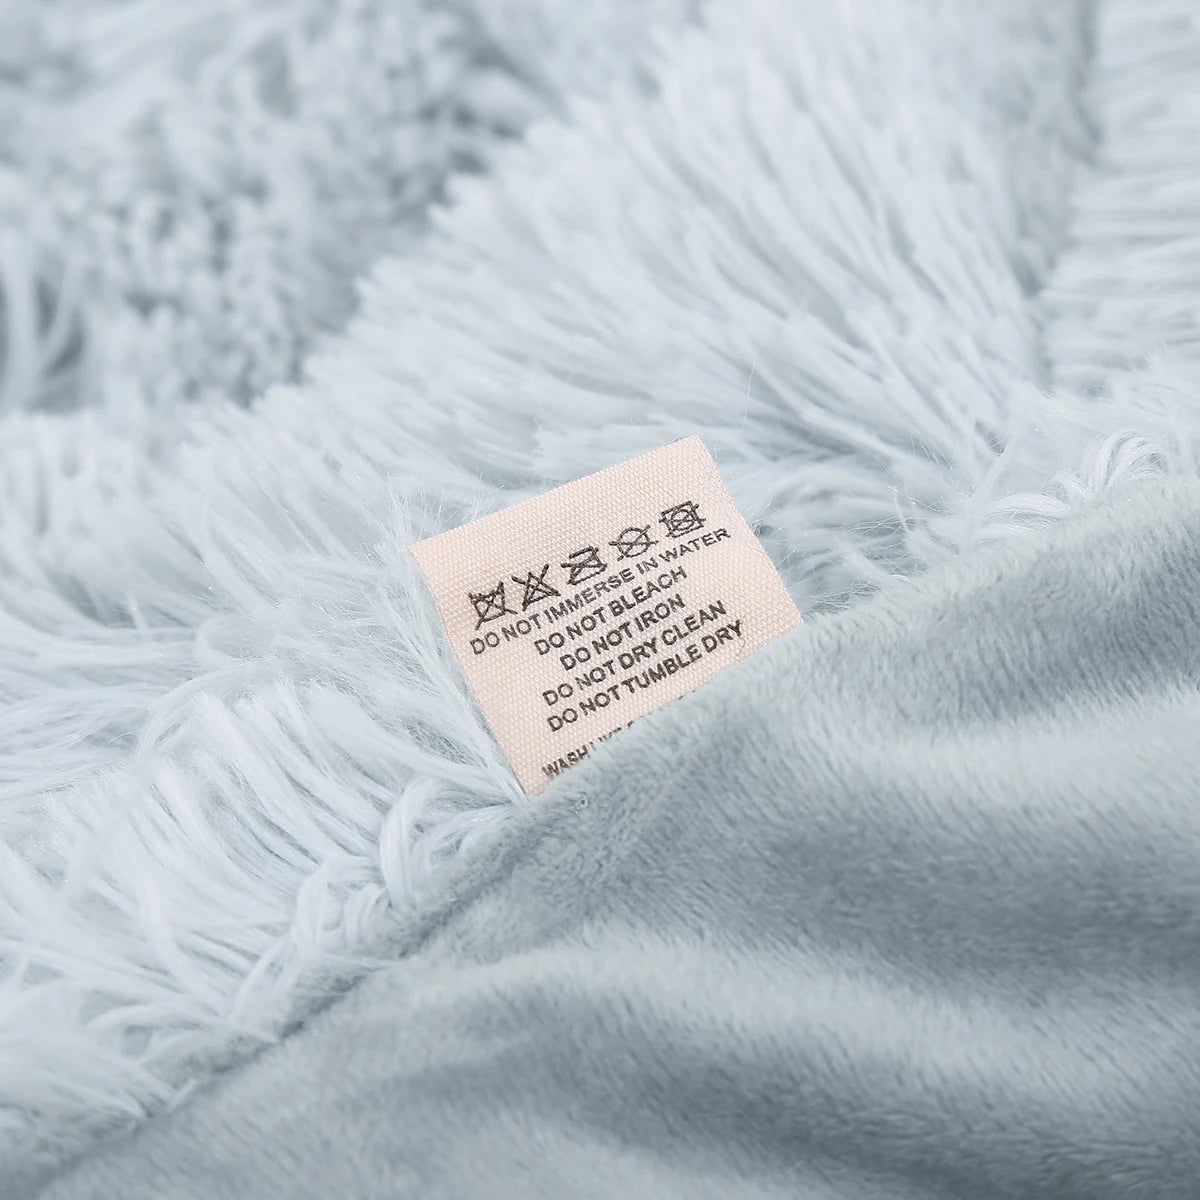 DO NOT IMMERSE IN WATER
DO NOT BLEACH
DO NOT IRON
DO NOT DRY CLEAN
DO NOT TUMBLE DRY
WASH